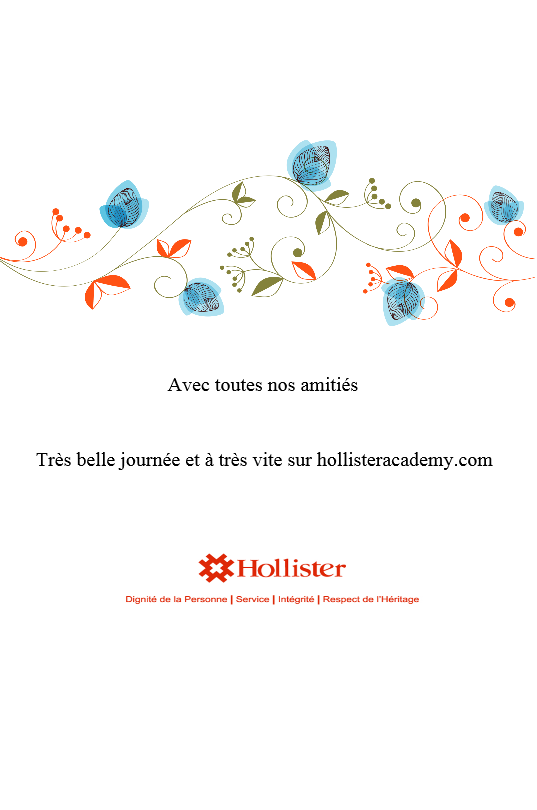 Avec toutes nos amitiés
Très belle journée et à très vite sur hollisteracademy.com
Hollister
Dignité de la Personne | Service | Intégrité | Respect de l'Héritage